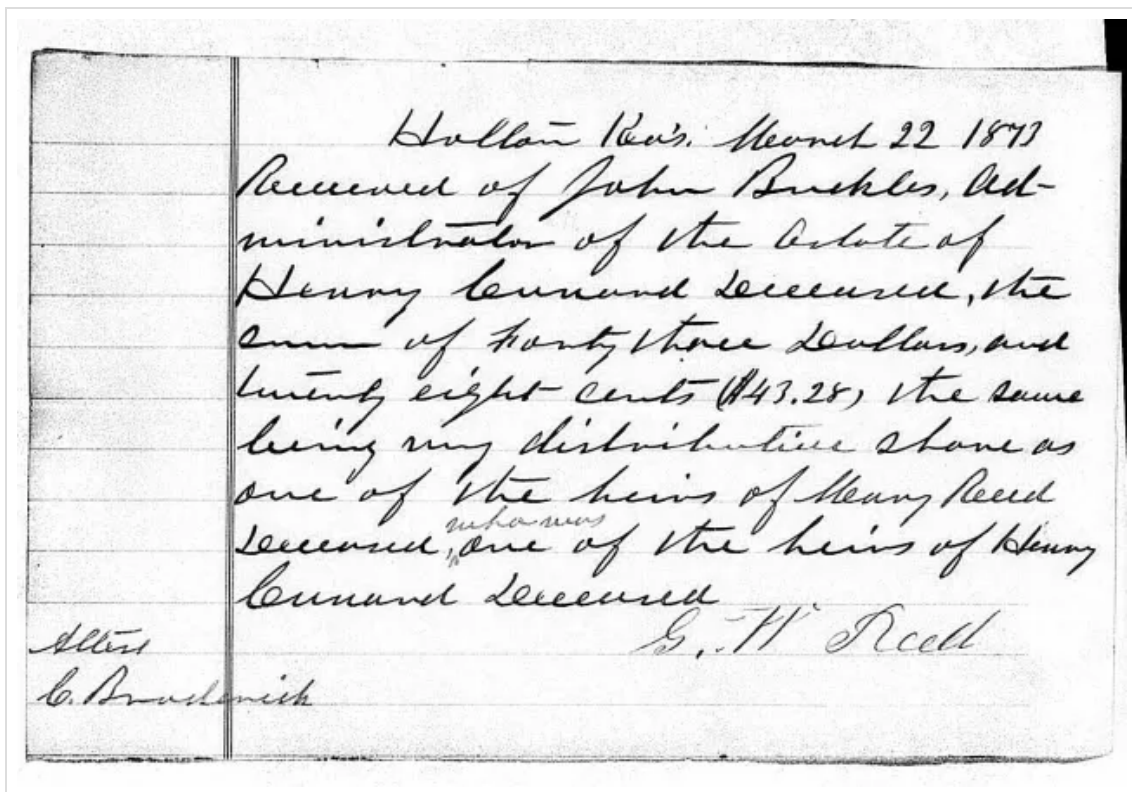 Holton Kas. March 22 1873
Received of John Buckles, Ad-
ministrator of the Estate of
Henry Cunard Deceased, the
sum of Forty three Dollars, and
twenty eight cents ($43.28) the same
being my distributive share as
one of the heirs of Mary Reed
Deceased, who was one of the heirs of Henry
Cunard Deceased
G. W Reed
Attest
C. Broderick